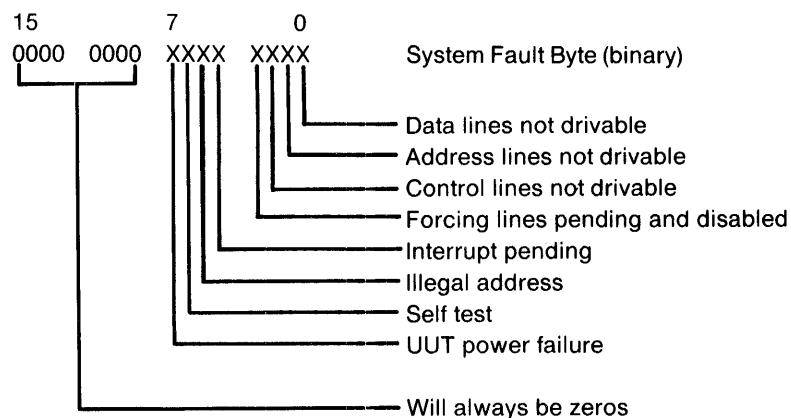 15 7 0
0000 0000 XXXX XXXX System Fault Byte (binary)
Data lines not drivable
Address lines not drivable
Control lines not drivable
Forcing lines pending and disabled
Interrupt pending
Illegal address
Self test
UUT power failure
Will always be zeros